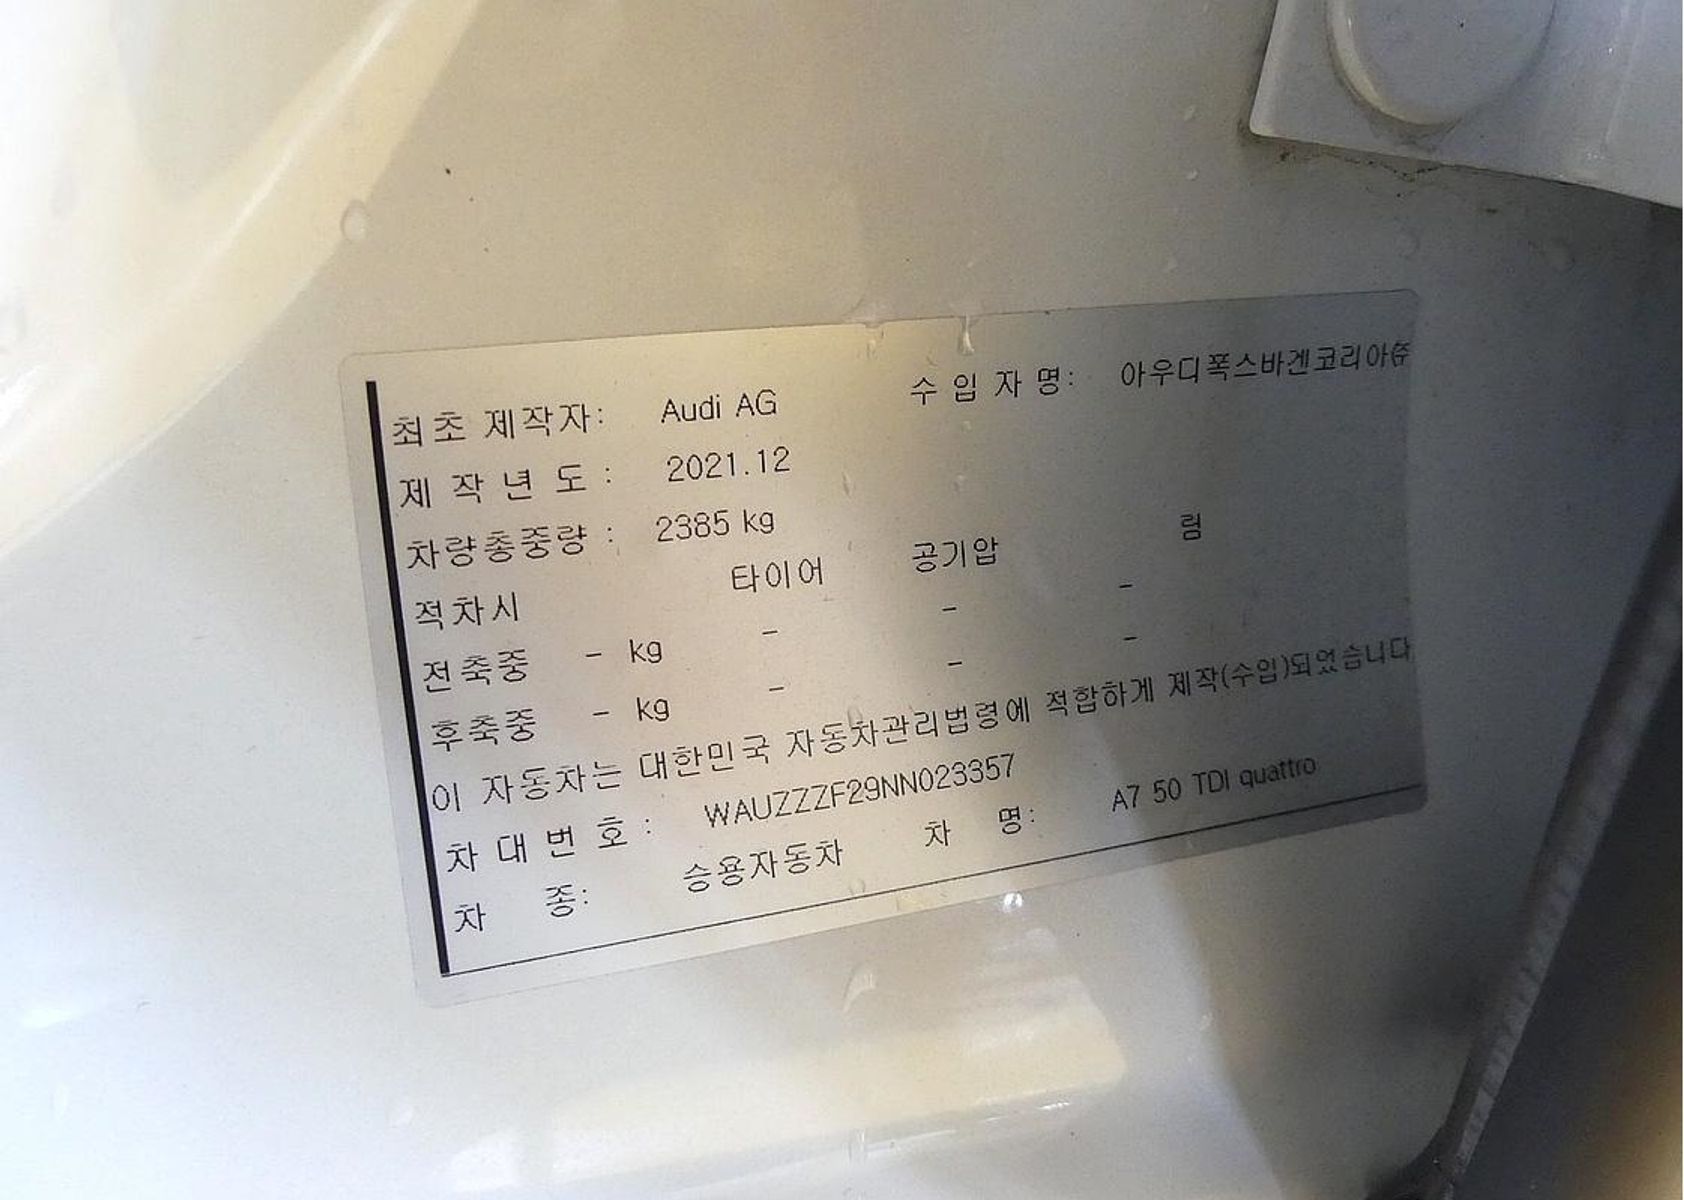 최초 제작자: Audi AG 수 입 자 명: 아우디폭스바겐코리아㈜
제 작 년 도 : 2021.12
차량총중량 : 2385 kg
적차시 타이어 공기압 림
전축중 - kg - - -
후축중 - kg - - -
이 자동차는 대한민국 자동차관리법령에 적합하게 제작(수입)되었습니다
차 대 번 호 : WAUZZZF29NN023357
차 종: 승용자동차 차 명: A7 50 TDI quattro